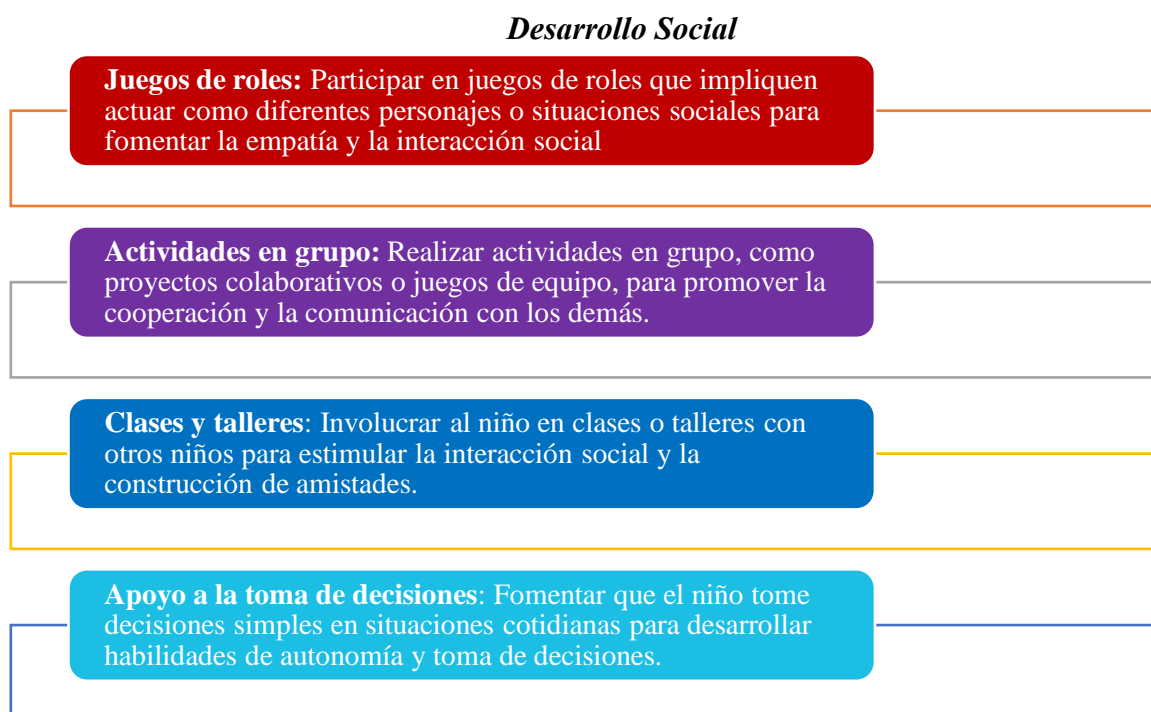 Desarrollo Social
Juegos de roles: Participar en juegos de roles que impliquen
actuar como diferentes personajes o situaciones sociales para
fomentar la empatía y la interacción social
Actividades en grupo: Realizar actividades en grupo, como
proyectos colaborativos o juegos de equipo, para promover la
cooperación y la comunicación con los demás.
Clases y talleres: Involucrar al niño en clases o talleres con
otros niños para estimular la interacción social y la
construcción de amistades.
Apoyo a la toma de decisiones: Fomentar que el niño tome
decisiones simples en situaciones cotidianas para desarrollar
habilidades de autonomía y toma de decisiones.